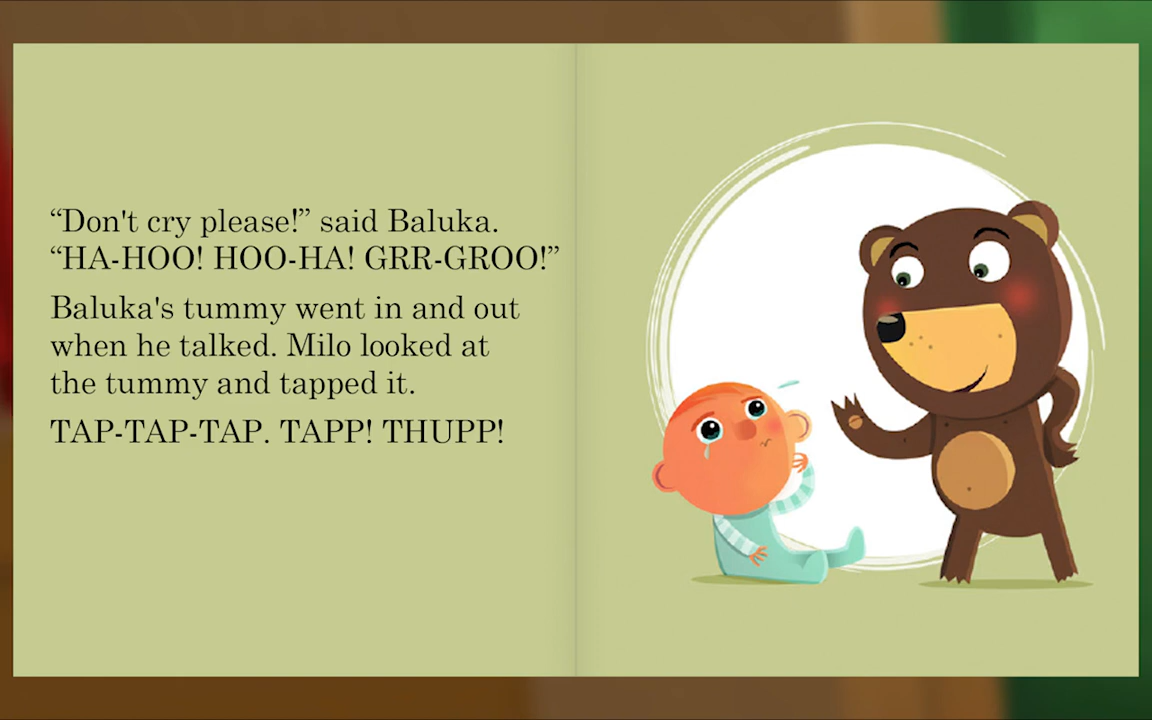 “Don't cry please!” said Baluka.
“HA-HOO! HOO-HA! GRR-GROO!”
Baluka's tummy went in and out
when he talked. Milo looked at
the tummy and tapped it.
TAP-TAP-TAP. TAPP! THUPP!